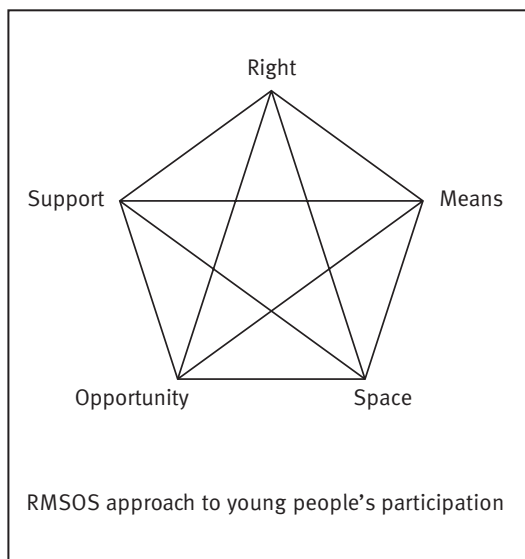 Right
Support
Means
Opportunity
Space
RMSOS approach to young people’s participation